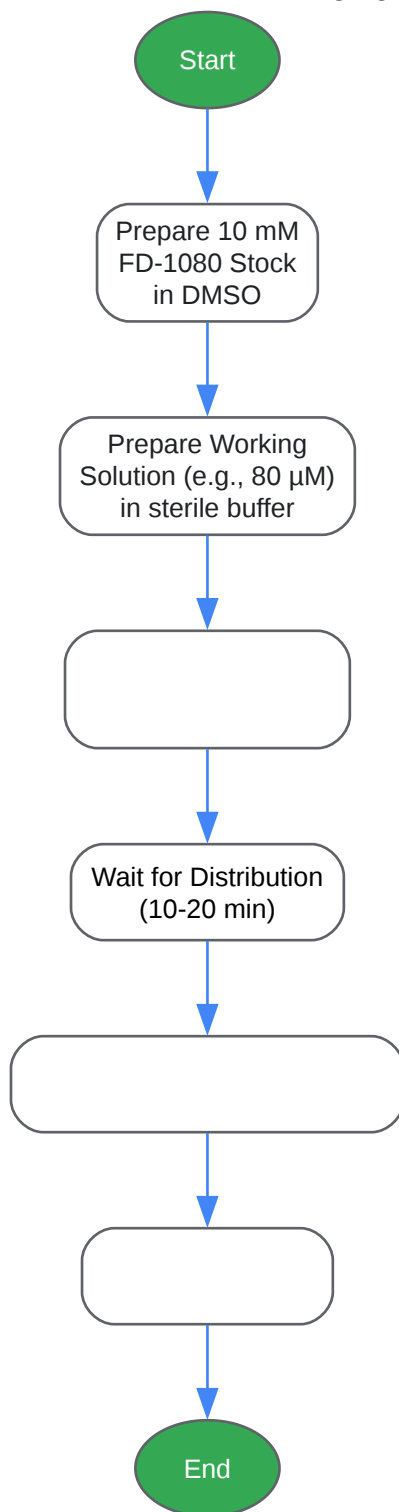 Start
Prepare 10 mM
FD-1080 Stock
in DMSO
Prepare Working
Solution (e.g., 80 µM)
in sterile buffer
Wait for Distribution
(10-20 min)
End